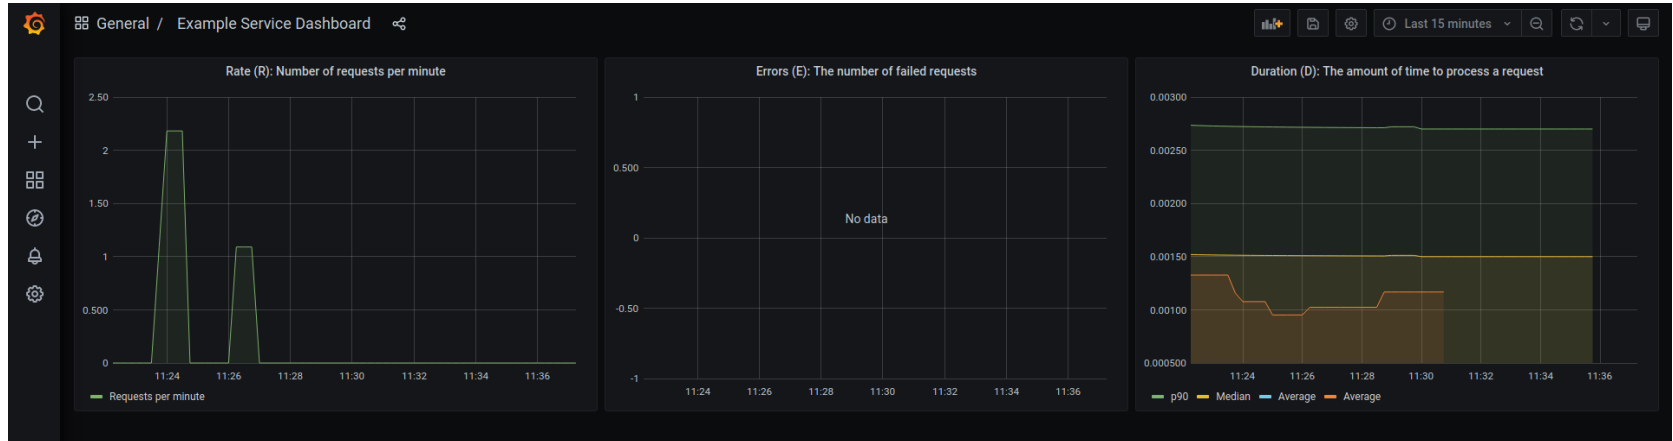 General / Example Service Dashboard
Last 15 minutes
Rate (R): Number of requests per minute
2.50
2
1.50
1
0.500
0
11:24 11:26 11:28 11:30 11:32 11:34 11:36
Requests per minute
Errors (E): The number of failed requests
1
0.500
No data
0
-0.50
-1
11:24 11:26 11:28 11:30 11:32 11:34 11:36
Duration (D): The amount of time to process a request
0.00300
0.00250
0.00200
0.00150
0.00100
0.000500
11:24 11:26 11:28 11:30 11:32 11:34 11:36
p90 Median Average Average